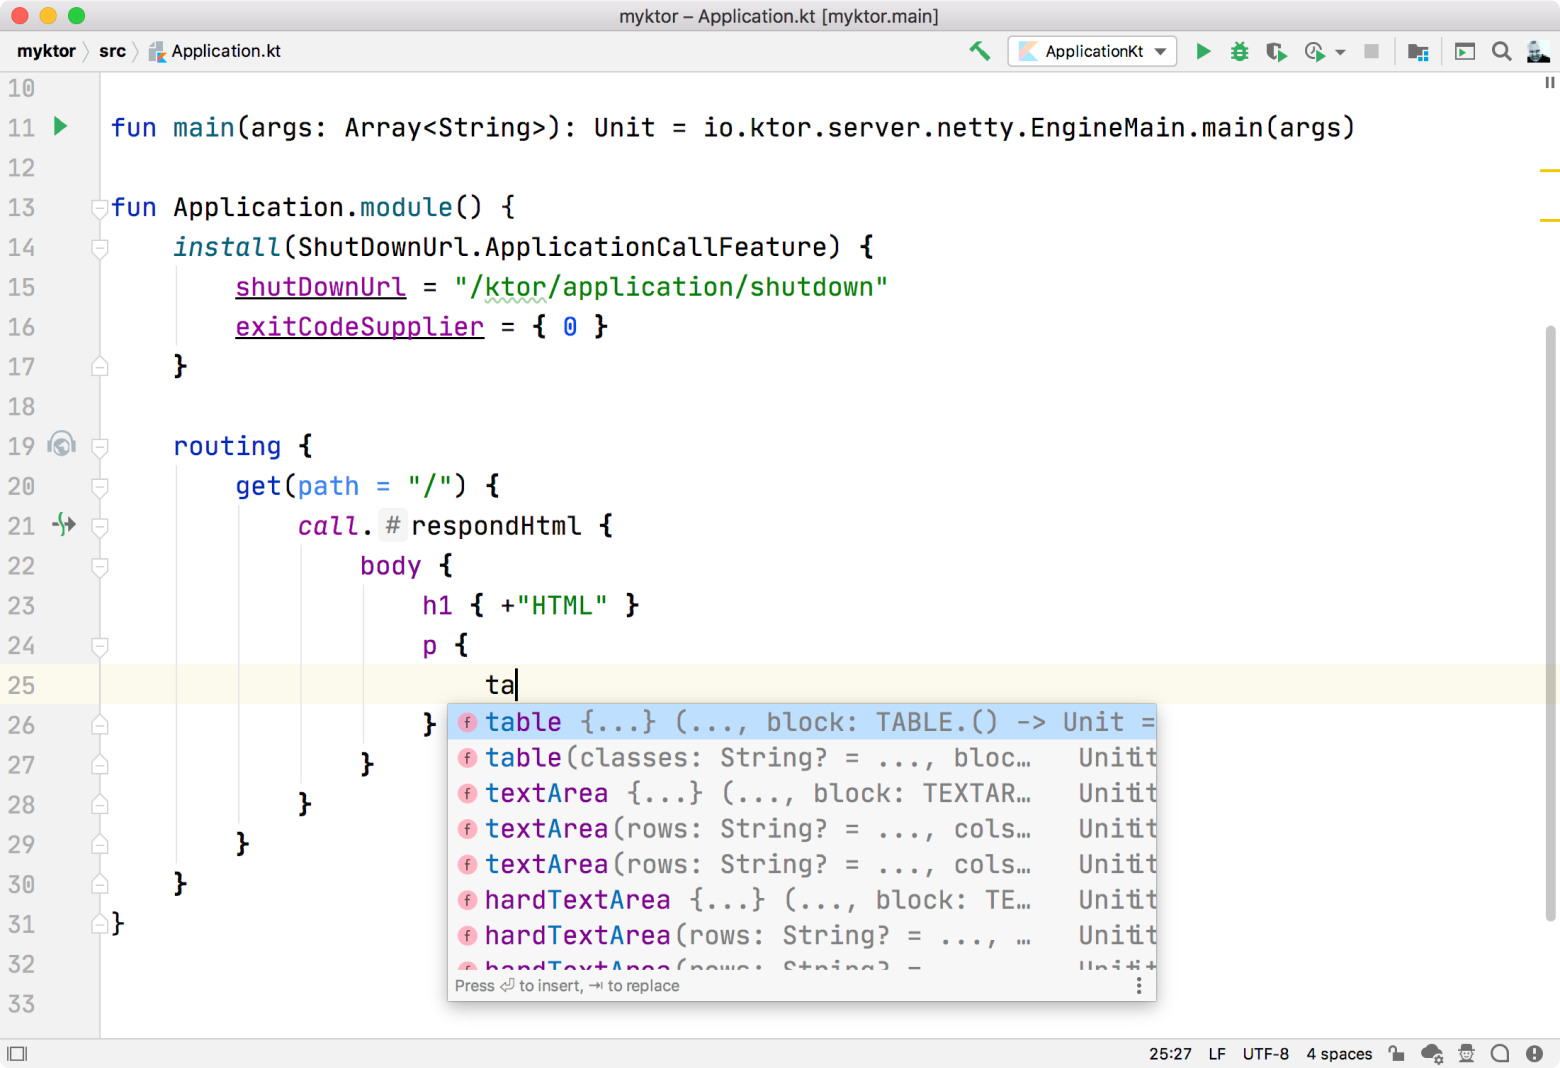 myktor – Application.kt [myktor.main]
myktor src Application.kt ApplicationKt
10
11 fun main(args: Array<String>): Unit = io.ktor.server.netty.EngineMain.main(args)
12
13 fun Application.module() {
14 install(ShutDownUrl.ApplicationCallFeature) {
15 shutDownUrl = "/ktor/application/shutdown"
16 exitCodeSupplier = { 0 }
17 }
18
19 routing {
20 get(path = "/") {
21 call. # respondHtml {
22 body {
23 h1 { +"HTML" }
24 p {
25 ta
26 }
27 }
28 }
29 }
30 }
31 }
32
33
f table {...} (..., block: TABLE.() -> Unit =
f table(classes: String? = ..., bloc… Unit
f textArea {...} (..., block: TEXTAR… Unit
f textArea(rows: String? = ..., cols… Unit
f textArea(rows: String? = ..., cols… Unit
f hardTextArea {...} (..., block: TE… Unit
f hardTextArea(rows: String? = ..., … Unit
f hardTextArea(rows: String? = Unit
Press ⏎ to insert, ⇥ to replace
25:27 LF UTF-8 4 spaces